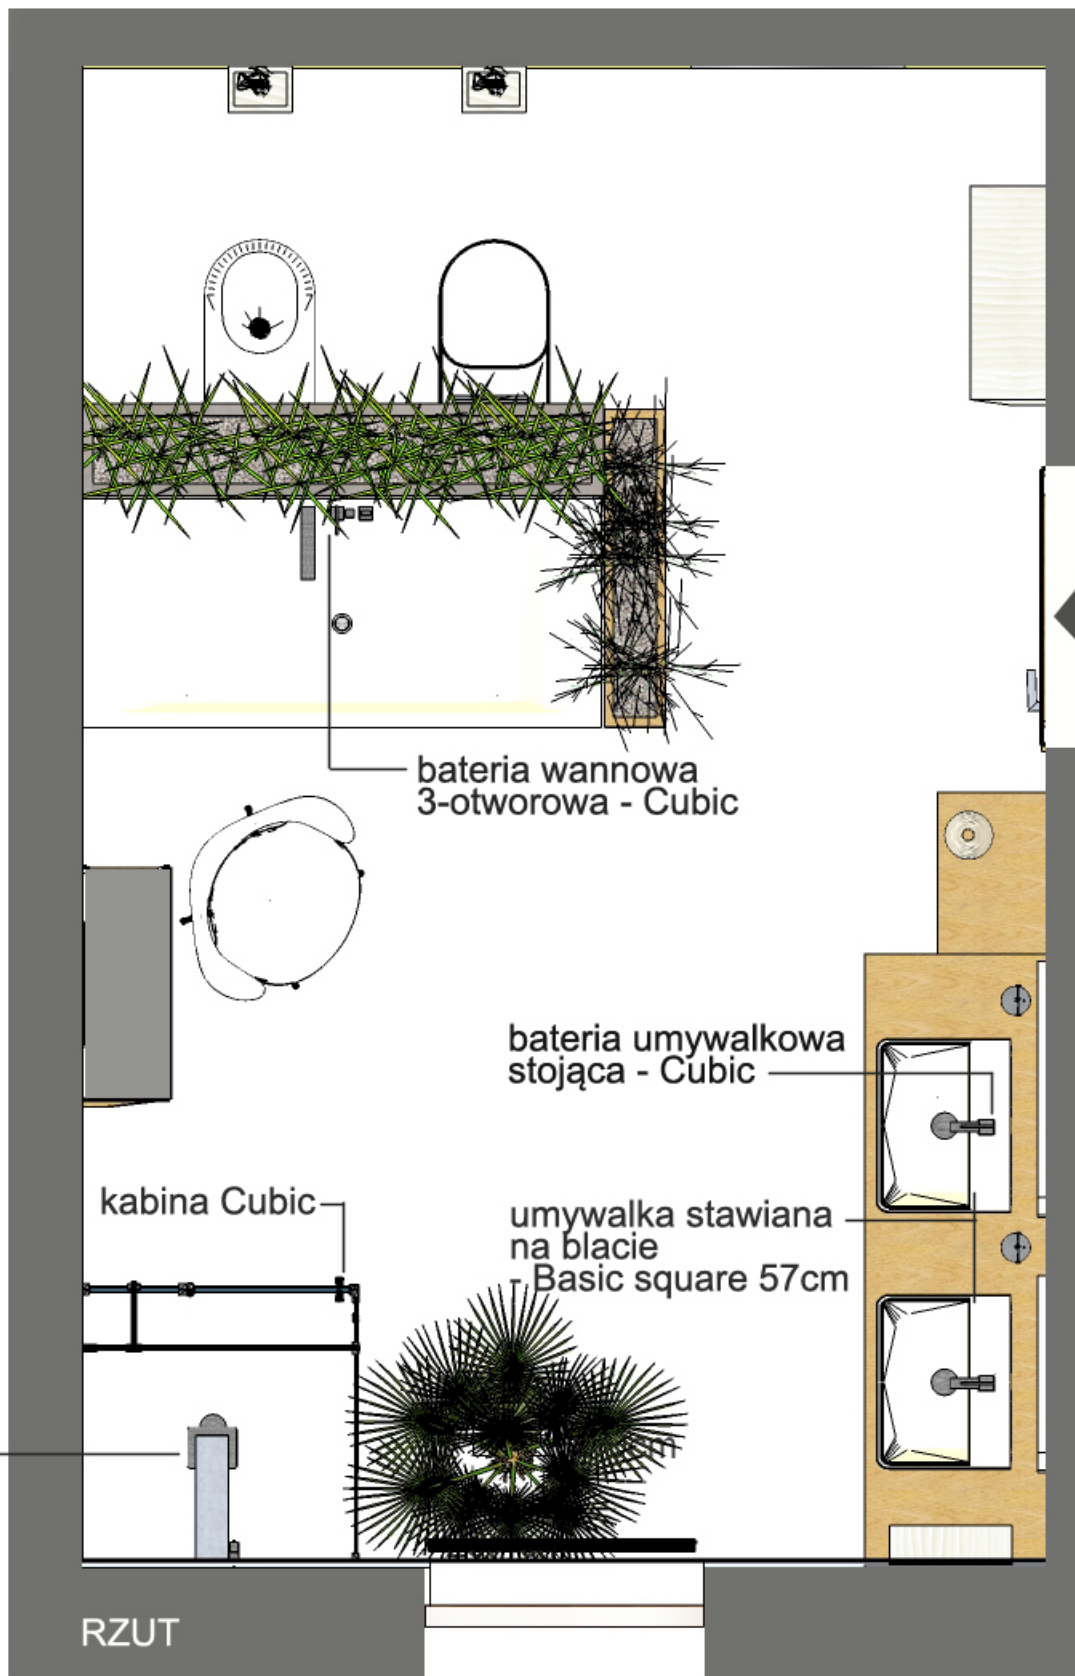 bateria wannowa
3-otworowa - Cubic
bateria umywalkowa
stojąca - Cubic
kabina Cubic
umywalka stawiana
na blacie
- Basic square 57cm
RZUT